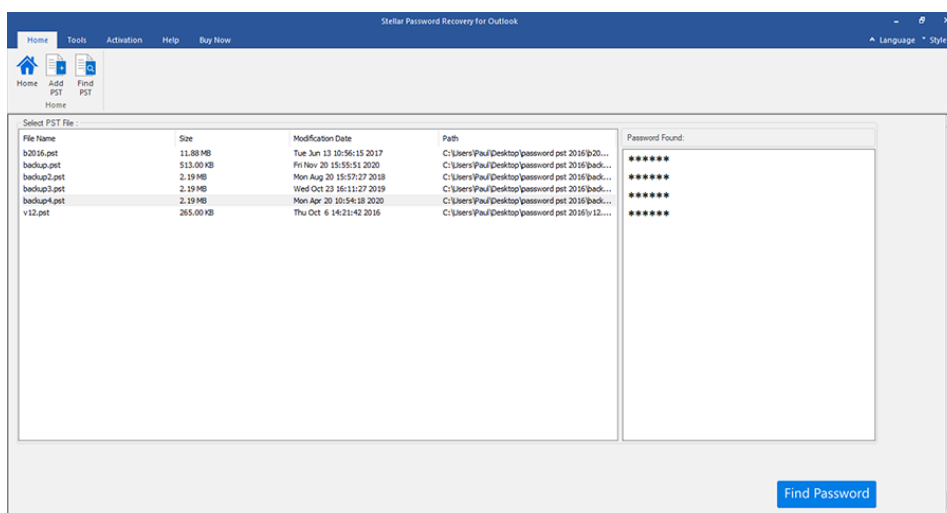 Stellar Password Recovery for Outlook
Home Tools Activation Help Buy Now Language Style
Home Add PST Find PST
Home
Select PST File :
File Name Size Modification Date Path Password Found:
b2016.pst 11.88 MB Tue Jun 13 10:56:15 2017 C:\Users\Paul\Desktop\password pst 2016\b20... ******
backup.pst 513.00 KB Fri Nov 20 15:55:51 2020 C:\Users\Paul\Desktop\password pst 2016\back...
backup2.pst 2.19 MB Mon Aug 20 15:57:27 2018 C:\Users\Paul\Desktop\password pst 2016\back... ******
backup3.pst 2.19 MB Wed Oct 23 16:11:27 2019 C:\Users\Paul\Desktop\password pst 2016\back... ******
backup4.pst 2.19 MB Mon Apr 20 10:54:18 2020 C:\Users\Paul\Desktop\password pst 2016\back...
v12.pst 265.00 KB Thu Oct 6 14:21:42 2016 C:\Users\Paul\Desktop\password pst 2016\v12.... ******
Find Password